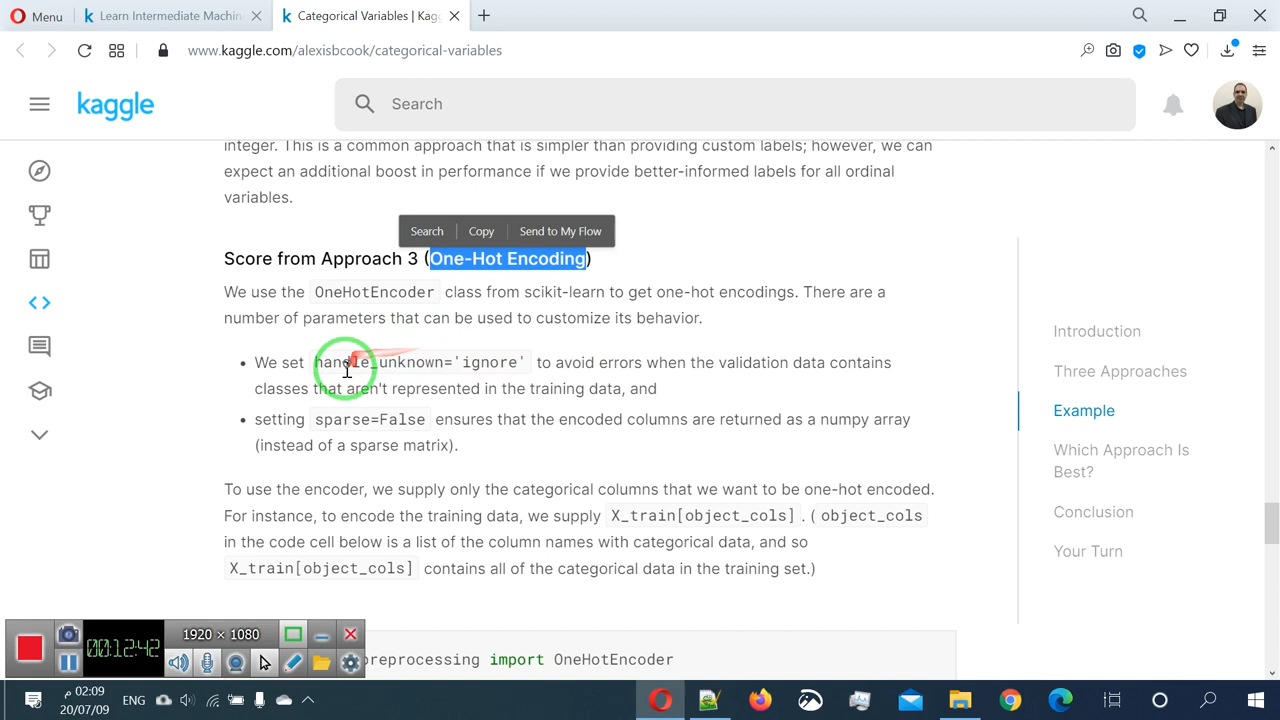 Menu
Learn Intermediate Machin
Categorical Variables | Kagg
www.kaggle.com/alexisbcook/categorical-variables
kaggle
Search
integer. This is a common approach that is simpler than providing custom labels; however, we can
expect an additional boost in performance if we provide better-informed labels for all ordinal
variables.
Search
Copy
Send to My Flow
Score from Approach 3 (One-Hot Encoding)
We use the OneHotEncoder class from scikit-learn to get one-hot encodings. There are a
number of parameters that can be used to customize its behavior.
• We set handle_unknown='ignore' to avoid errors when the validation data contains
classes that aren't represented in the training data, and
• setting sparse=False ensures that the encoded columns are returned as a numpy array
(instead of a sparse matrix).
To use the encoder, we supply only the categorical columns that we want to be one-hot encoded.
For instance, to encode the training data, we supply X_train[object_cols]. (object_cols
in the code cell below is a list of the column names with categorical data, and so
X_train[object_cols] contains all of the categorical data in the training set.)
Introduction
Three Approaches
Example
Which Approach Is
Best?
Conclusion
Your Turn
00:12:42
1920 × 1080
reprocessing import OneHotEncoder
02:09 م
20/07/09
ENG